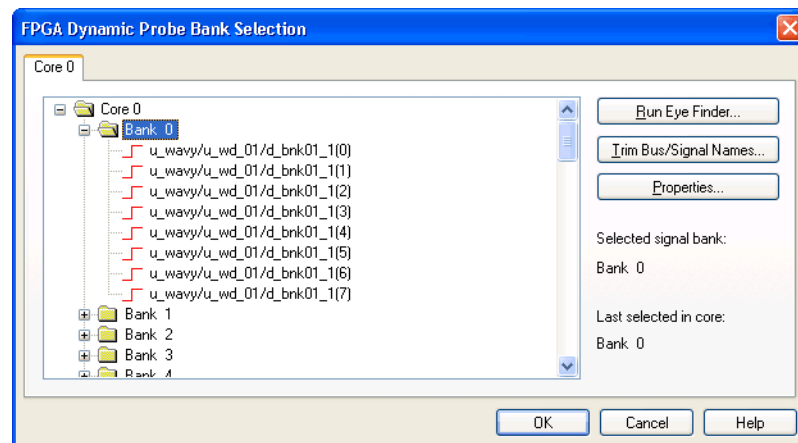 FPGA Dynamic Probe Bank Selection
Core 0
Core 0
Bank 0
u_wavy/u_wd_01/d_bnk01_1(0)
u_wavy/u_wd_01/d_bnk01_1(1)
u_wavy/u_wd_01/d_bnk01_1(2)
u_wavy/u_wd_01/d_bnk01_1(3)
u_wavy/u_wd_01/d_bnk01_1(4)
u_wavy/u_wd_01/d_bnk01_1(5)
u_wavy/u_wd_01/d_bnk01_1(6)
u_wavy/u_wd_01/d_bnk01_1(7)
Bank 1
Bank 2
Bank 3
Bank 4
Run Eye Finder...
Trim Bus/Signal Names...
Properties...
Selected signal bank:
Bank 0
Last selected in core:
Bank 0
OK
Cancel
Help